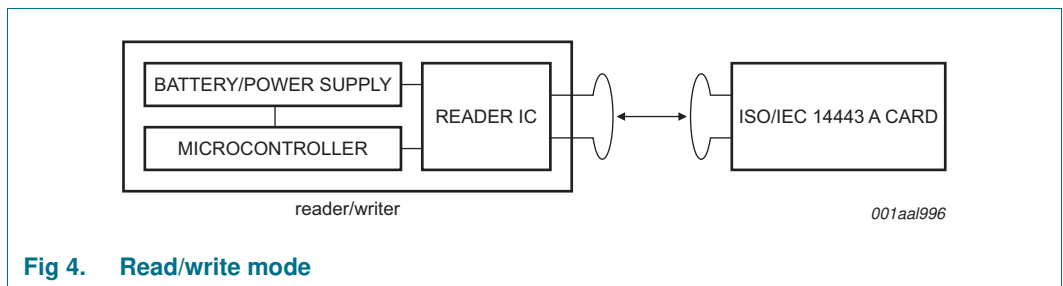 BATTERY/POWER SUPPLY
MICROCONTROLLER
READER IC
ISO/IEC 14443 A CARD
reader/writer
001aal996
Fig 4. Read/write mode